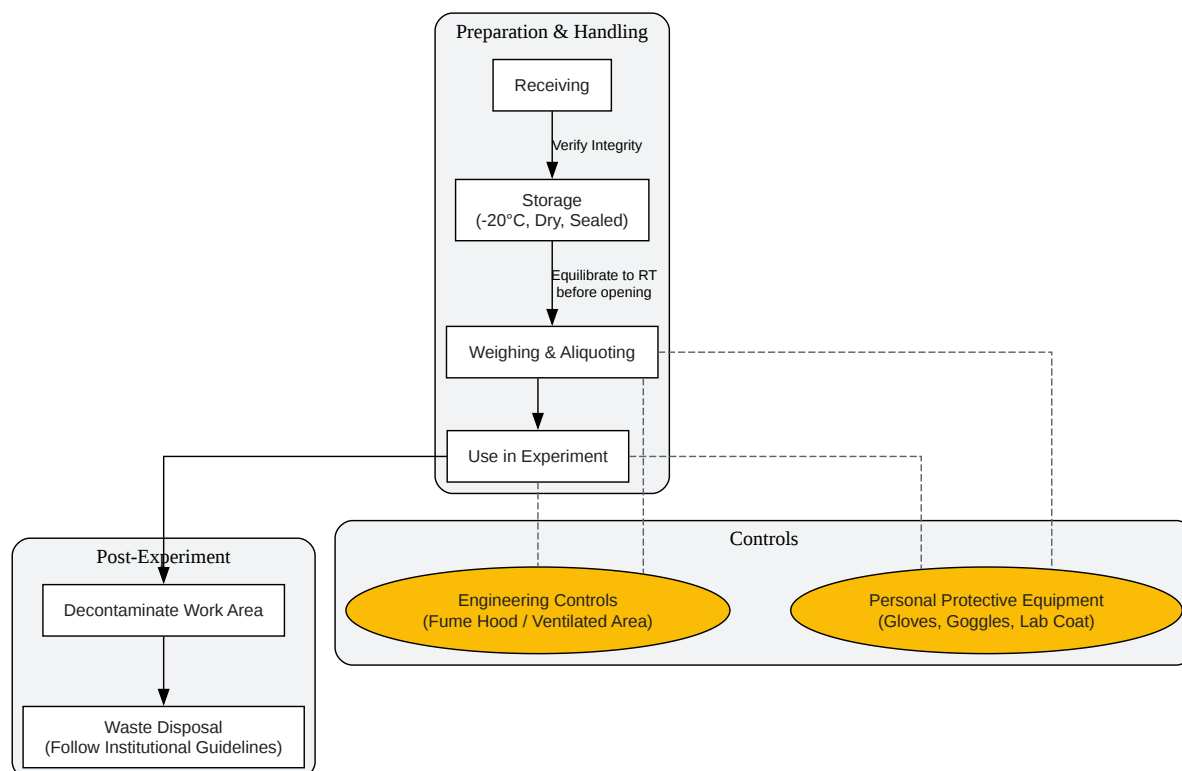 Preparation & Handling
Receiving
Verify Integrity
Storage
(-20°C, Dry, Sealed)
Equilibrate to RT
before opening
Weighing & Aliquoting
Use in Experiment
Post-Experiment
Decontaminate Work Area
Waste Disposal
(Follow Institutional Guidelines)
Controls
Engineering Controls
(Fume Hood / Ventilated Area)
Personal Protective Equipment
(Gloves, Goggles, Lab Coat)